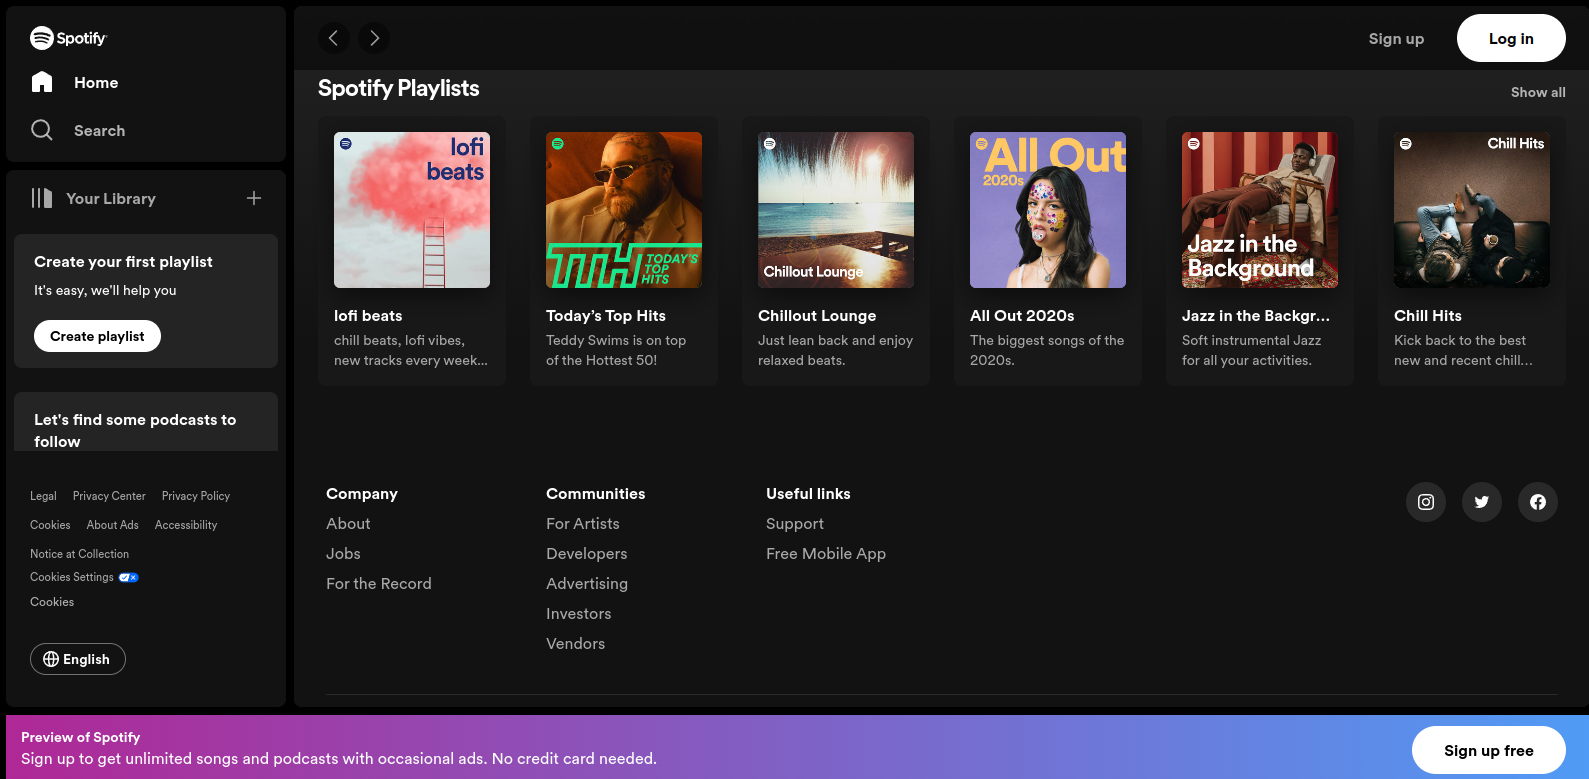 Spotify
Home
Search
Your Library
Create your first playlist
It's easy, we'll help you
Create playlist
Let's find some podcasts to
follow
Legal Privacy Center Privacy Policy
Cookies About Ads Accessibility
Notice at Collection
Cookies Settings
Cookies
English
Sign up Log in
Spotify Playlists Show all
lofi
beats
lofi beats
chill beats, lofi vibes,
new tracks every week...
TTH
TODAY'S
TOP
HITS
Today’s Top Hits
Teddy Swims is on top
of the Hottest 50!
Chillout Lounge
Chillout Lounge
Just lean back and enjoy
relaxed beats.
All Out
2020s
All Out 2020s
The biggest songs of the
2020s.
Jazz in the
Background
Jazz in the Backgr...
Soft instrumental Jazz
for all your activities.
Chill Hits
Chill Hits
Kick back to the best
new and recent chill...
Company
About
Jobs
For the Record
Communities
For Artists
Developers
Advertising
Investors
Vendors
Useful links
Support
Free Mobile App
Preview of Spotify
Sign up to get unlimited songs and podcasts with occasional ads. No credit card needed.
Sign up free